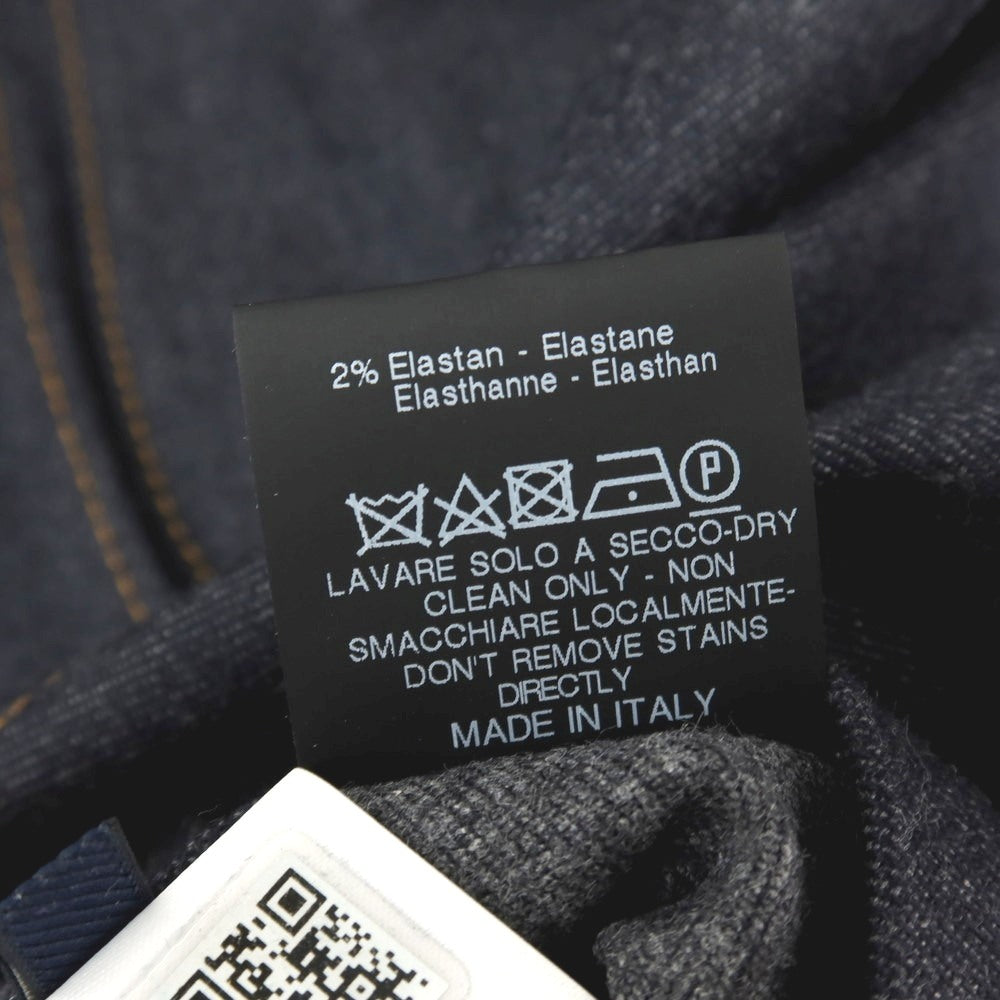 2% Elastan - Elastane
Elasthanne - Elasthan
P
LAVARE SOLO A SECCO-DRY
CLEAN ONLY - NON
SMACCHIARE LOCALMENTE-
DON'T REMOVE STAINS
DIRECTLY
MADE IN ITALY